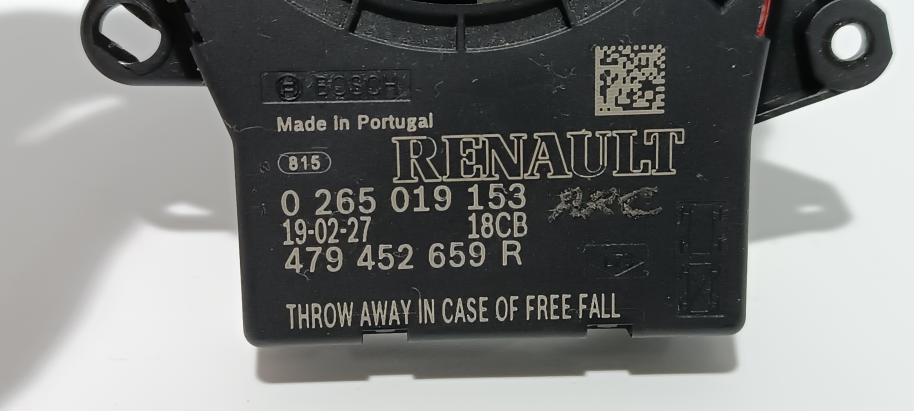 BOSCH
Made in Portugal
815
RENAULT
0 265 019 153
19-02-27 18CB
479 452 659 R
THROW AWAY IN CASE OF FREE FALL